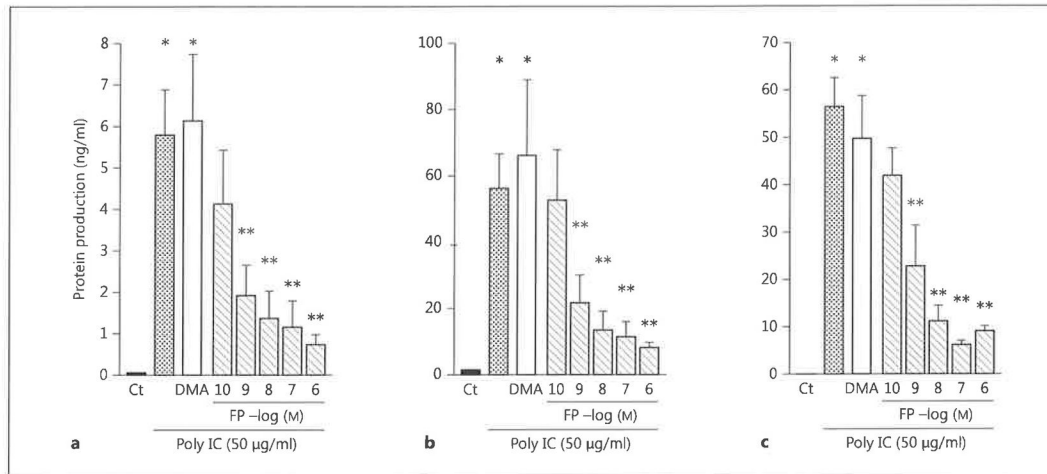 Protein production (ng/ml)
8
7
6
5
4
3
2
1
0
* *
** ** ** **
Ct DMA 10 9 8 7 6
FP –log (M)
Poly IC (50 µg/ml)
a
100
80
60
40
20
0
* *
** ** ** **
Ct DMA 10 9 8 7 6
FP –log (M)
Poly IC (50 µg/ml)
b
70
60
50
40
30
20
10
0
* *
** ** ** **
Ct DMA 10 9 8 7 6
FP –log (M)
Poly IC (50 µg/ml)
c